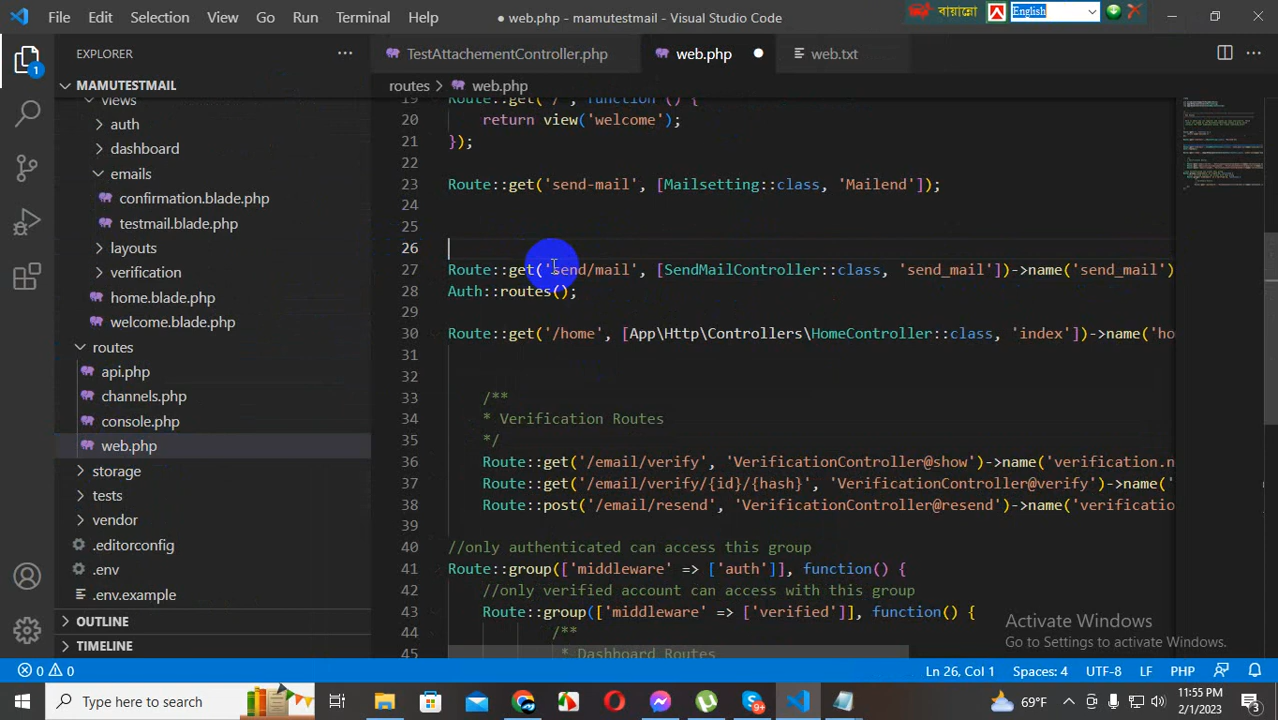 File Edit Selection View Go Run Terminal Help
● web.php - mamutestmail - Visual Studio Code
বায়ান্নো
English
EXPLORER
1
TestAttachementController.php
web.php
web.txt
MAMUTESTMAIL
views
auth
dashboard
emails
confirmation.blade.php
testmail.blade.php
layouts
verification
home.blade.php
welcome.blade.php
routes
api.php
channels.php
console.php
web.php
storage
tests
vendor
.editorconfig
.env
.env.example
OUTLINE
TIMELINE
routes > web.php
19 Route::get('/', function () {
20 return view('welcome');
21 });
22
23 Route::get('send-mail', [Mailsetting::class, 'Mailend']);
24
25
26
27 Route::get('send/mail', [SendMailController::class, 'send_mail'])->name('send_mail')
28 Auth::routes();
29
30 Route::get('/home', [App\Http\Controllers\HomeController::class, 'index'])->name('ho
31
32
33 /**
34 * Verification Routes
35 */
36 Route::get('/email/verify', 'VerificationController@show')->name('verification.n
37 Route::get('/email/verify/{id}/{hash}', 'VerificationController@verify')->name('
38 Route::post('/email/resend', 'VerificationController@resend')->name('verification
39
40 //only authenticated can access this group
41 Route::group(['middleware' => ['auth']], function() {
42 //only verified account can access with this group
43 Route::group(['middleware' => ['verified']], function() {
44 /**
45 * Dashboard Routes
Activate Windows
Go to Settings to activate Windows.
0 0
Ln 26, Col 1 Spaces: 4 UTF-8 LF PHP
Type here to search
9+
69°F
11:55 PM
2/1/2023
3